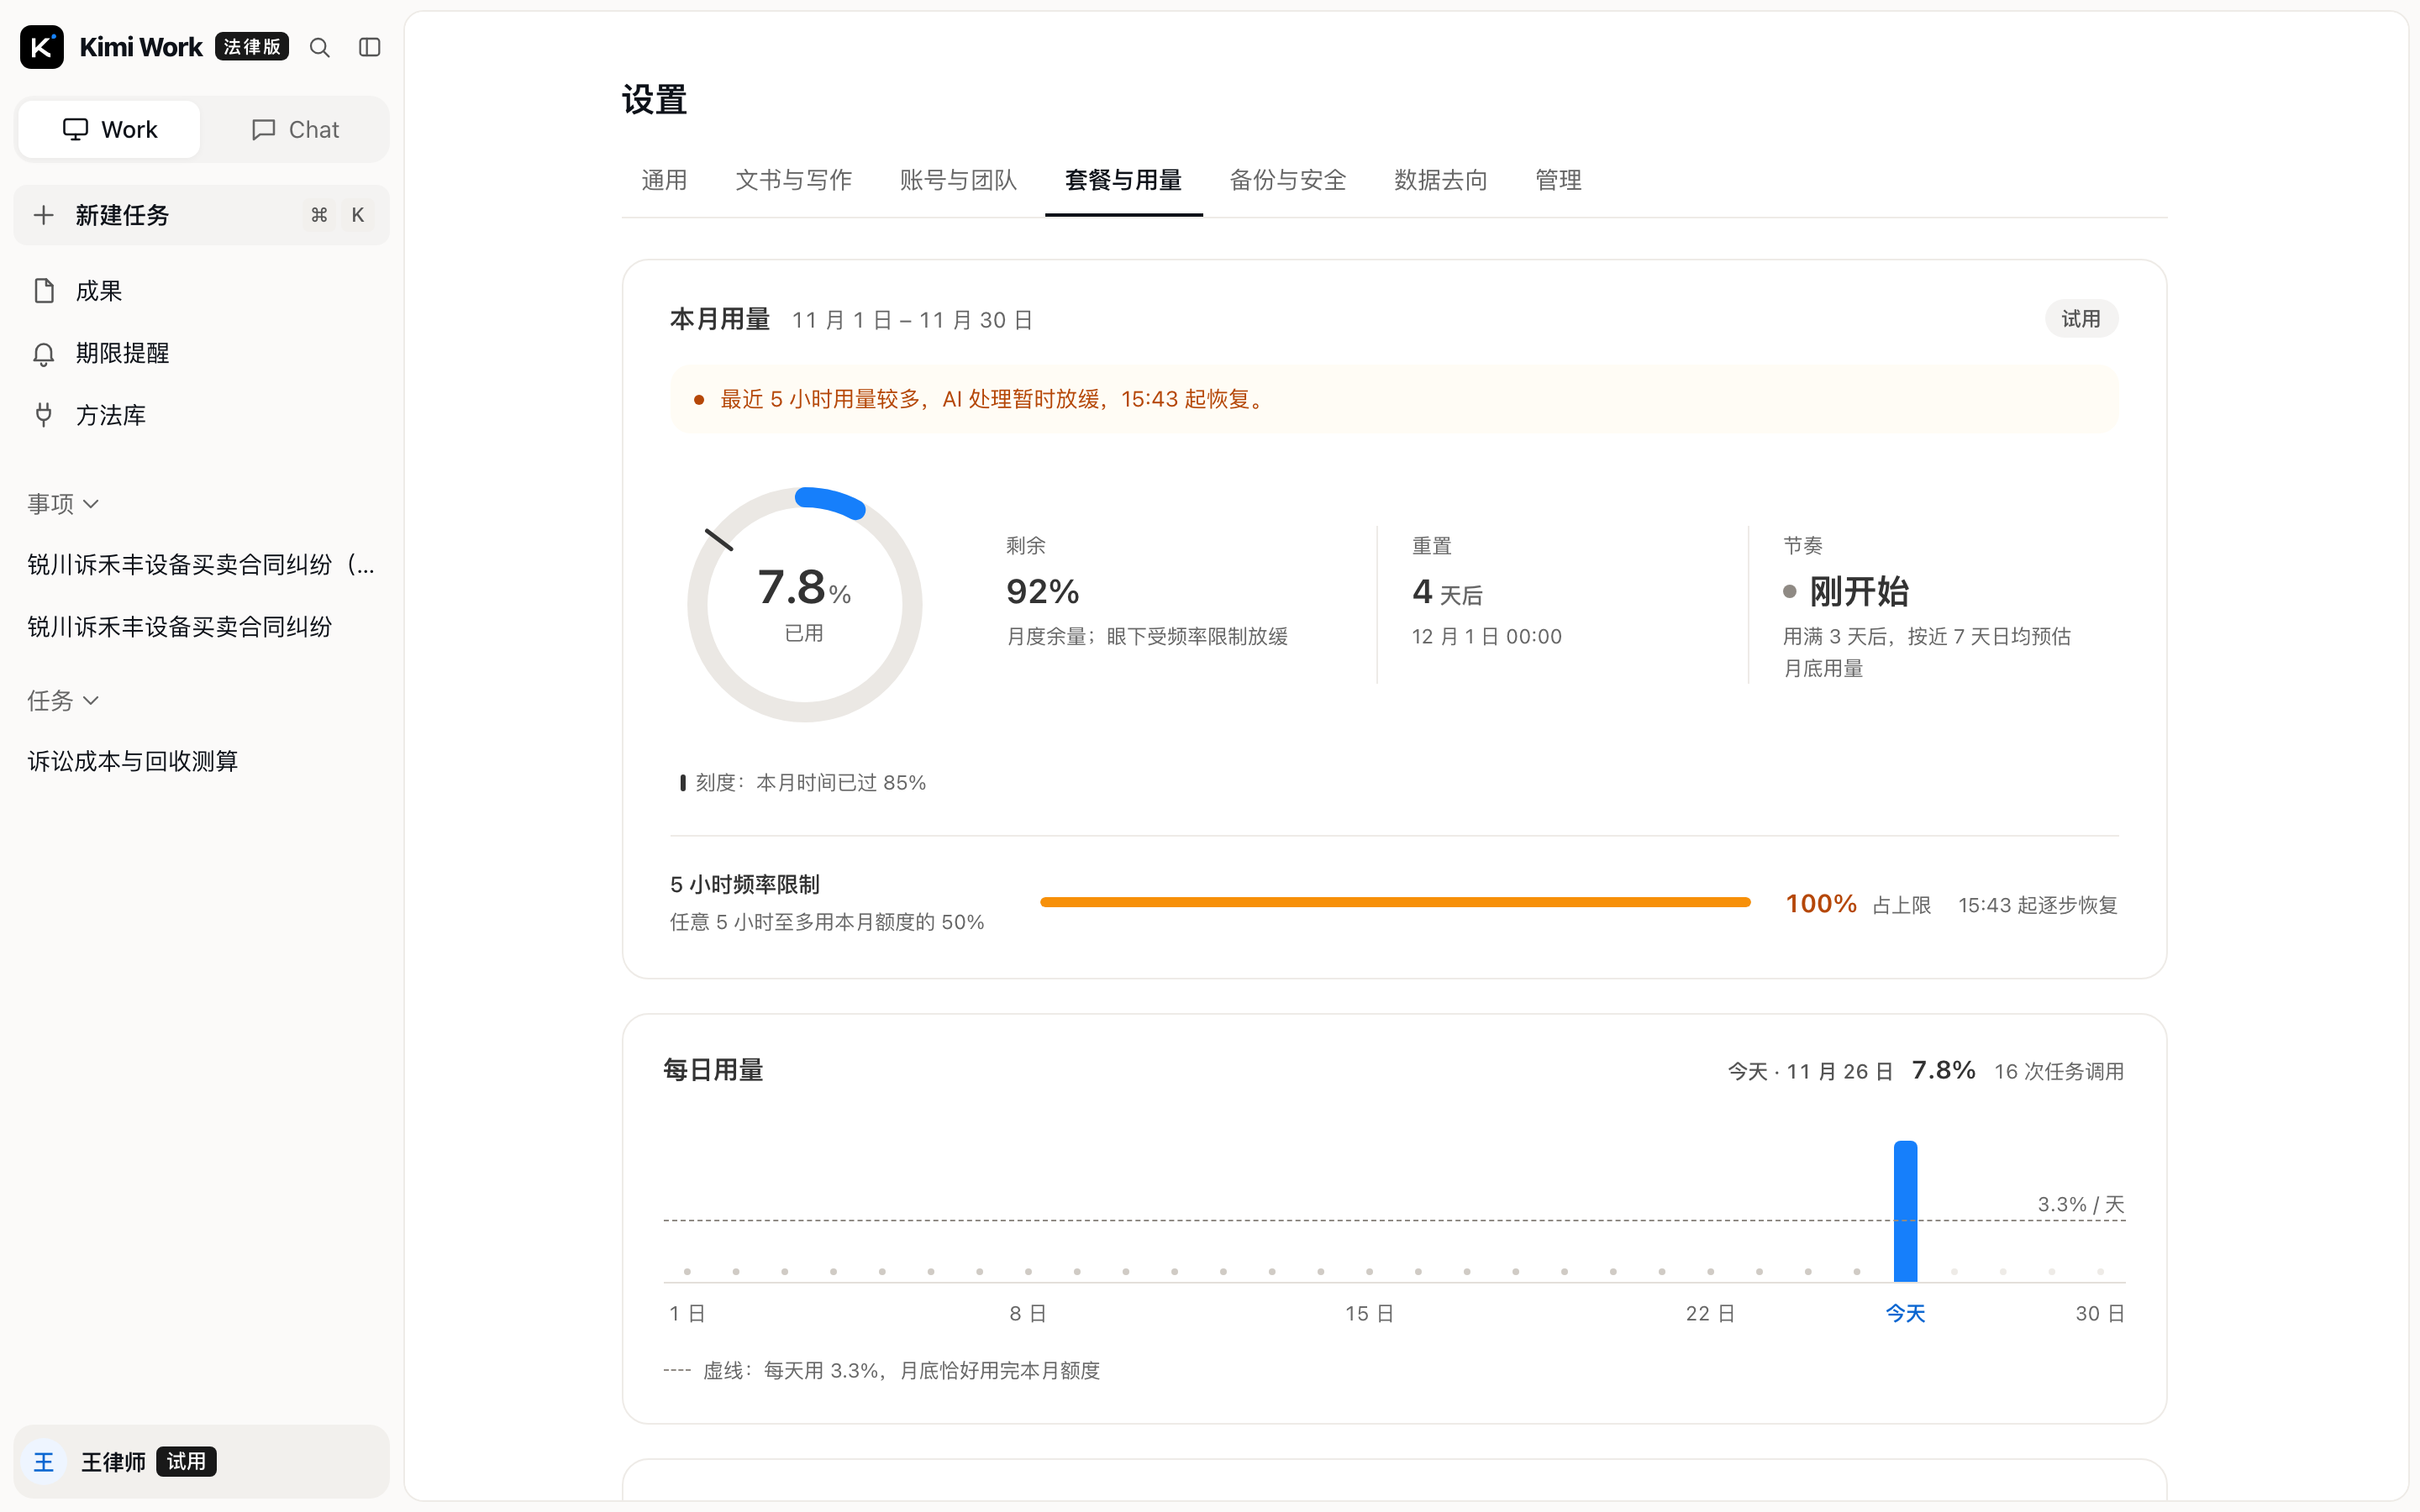 Kimi Work 法律版
Work
Chat
新建任务 ⌘ K
成果
期限提醒
方法库
事项
锐川诉禾丰设备买卖合同纠纷（...
锐川诉禾丰设备买卖合同纠纷
任务
诉讼成本与回收测算
王 王律师 试用
设置
通用 文书与写作 账号与团队 套餐与用量 备份与安全 数据去向 管理
本月用量 11 月 1 日 – 11 月 30 日 试用
最近 5 小时用量较多，AI 处理暂时放缓，15:43 起恢复。
7.8%
已用
剩余
92%
月度余量；眼下受频率限制放缓
重置
4 天后
12 月 1 日 00:00
节奏
刚开始
用满 3 天后，按近 7 天日均预估
月底用量
刻度：本月时间已过 85%
5 小时频率限制
任意 5 小时至多用本月额度的 50%
100% 占上限 15:43 起逐步恢复
每日用量
今天 · 11 月 26 日 7.8% 16 次任务调用
3.3% / 天
1 日 8 日 15 日 22 日 今天 30 日
虚线：每天用 3.3%，月底恰好用完本月额度